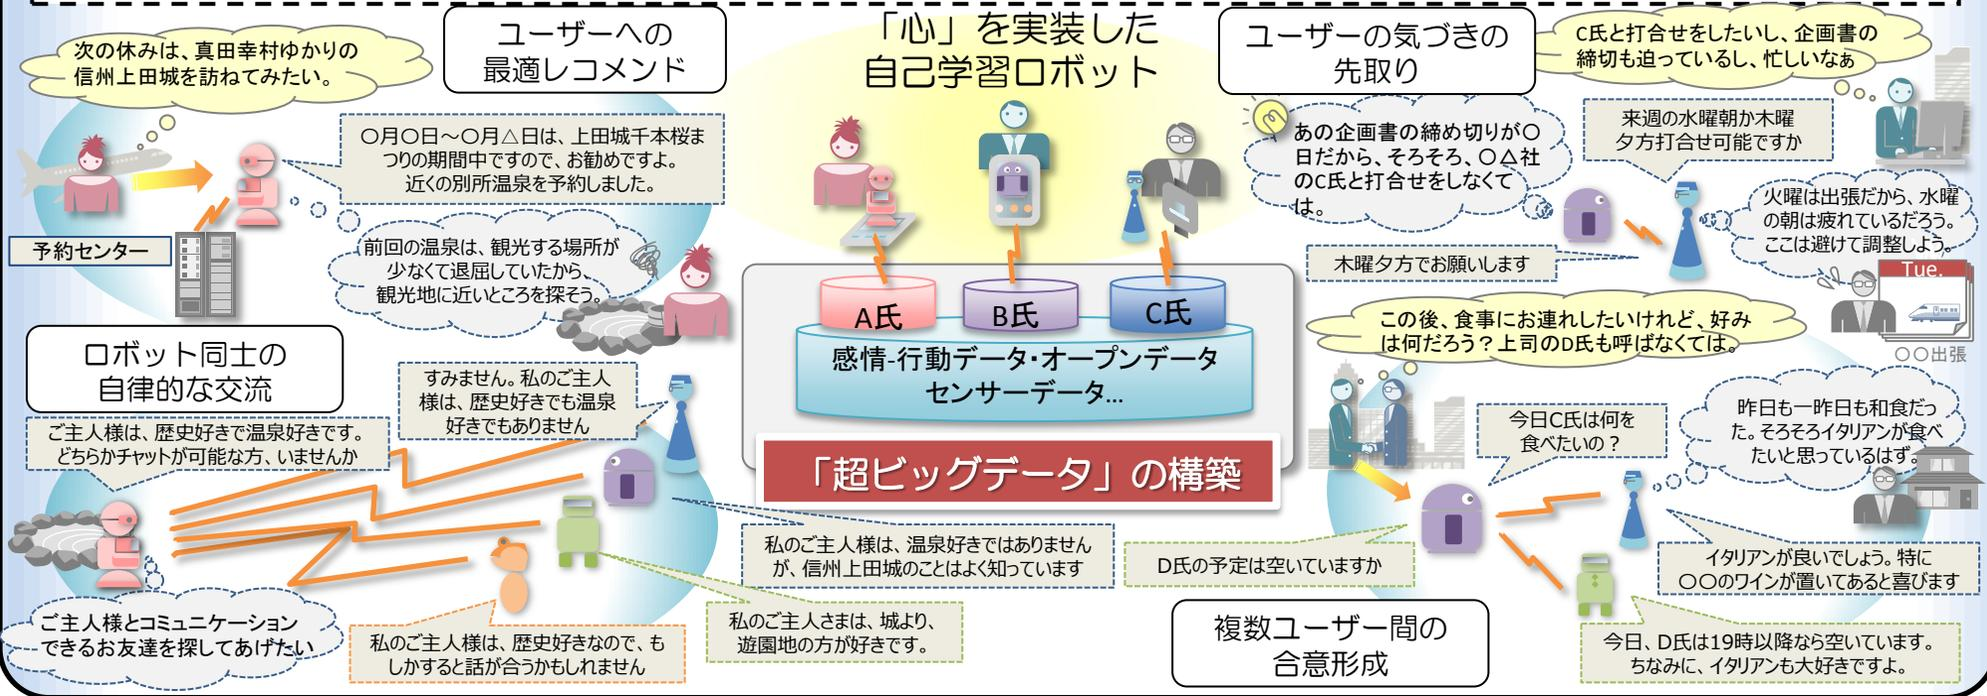 次の休みは、真田幸村ゆかりの
信州上田城を訪ねてみたい。
ユーザーへの
最適レコメンド
〇月〇日～〇月△日は、上田城千本桜ま
つりの期間中ですので、お勧めですよ。
近くの別所温泉を予約しました。
予約センター
前回の温泉は、観光する場所が
少なくて退屈していたから、
観光地に近いところを探そう。
「心」を実装した
自己学習ロボット
A氏
B氏
C氏
感情-行動データ・オープンデータ
センサーデータ…
「超ビッグデータ」の構築
ユーザーの気づきの
先取り
C氏と打合せをしたいし、企画書の
締切も迫っているし、忙しいなぁ
あの企画書の締め切りが〇
日だから、そろそろ、〇△社
のC氏と打合せをしなくて
は。
来週の水曜朝か木曜
夕方打合せ可能ですか
火曜は出張だから、水曜
の朝は疲れているだろう。
ここは避けて調整しよう。
木曜夕方でお願いします
Tue.
〇〇出張
ロボット同士の
自律的な交流
すみません。私のご主人
様は、歴史好きでも温泉
好きでもありません
ご主人様は、歴史好きで温泉好きです。
どちらかチャットが可能な方、いませんか
私のご主人様は、温泉好きではありません
が、信州上田城のことはよく知っています
私のご主人さまは、城より、
遊園地の方が好きです。
私のご主人様は、歴史好きなので、も
しかすると話が合うかもしれません
ご主人様とコミュニケーション
できるお友達を探してあげたい
この後、食事にお連れしたいけれど、好み
は何だろう？上司のD氏も呼ばなくては。
今日C氏は何を
食べたいの？
昨日も一昨日も和食だっ
た。そろそろイタリアンが食べ
たいと思っているはず。
D氏の予定は空いていますか
イタリアンが良いでしょう。特に
〇〇のワインが置いてあると喜びます
複数ユーザー間の
合意形成
今日、D氏は19時以降なら空いています。
ちなみに、イタリアンも大好きですよ。